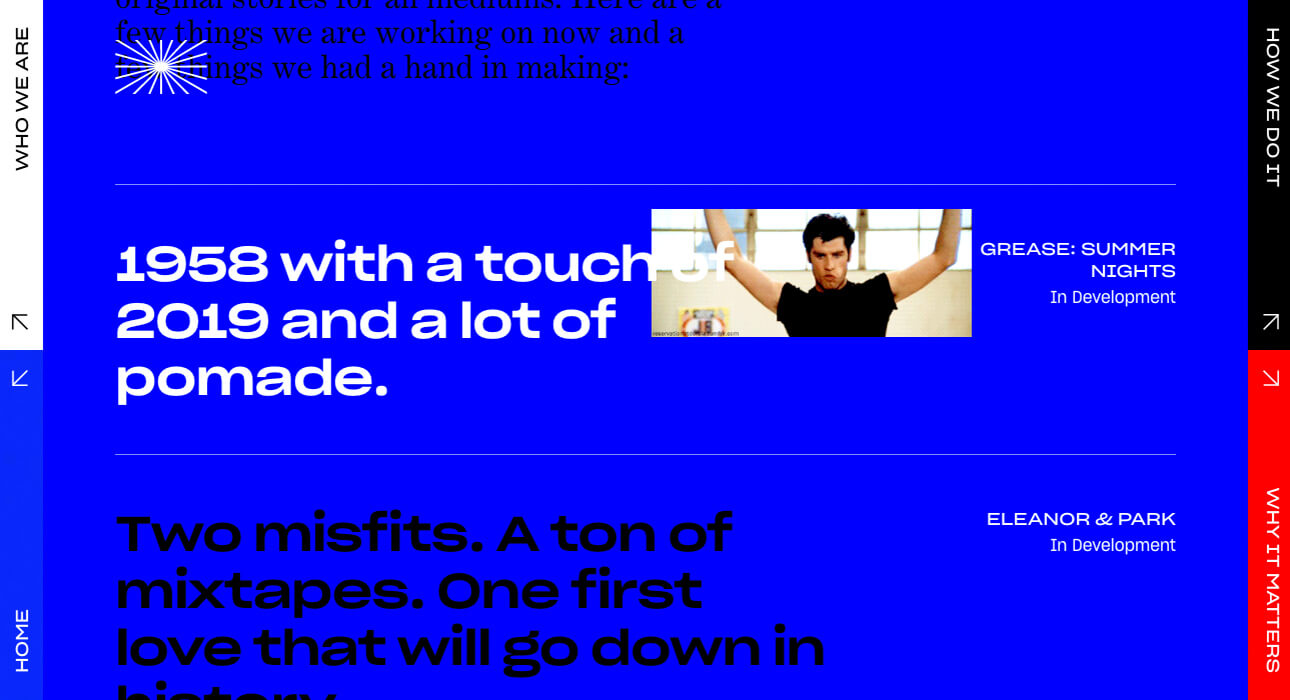 WHO WE ARE
HOME
original stories for all mediums. Here are a
few things we are working on now and a
things we had a hand in making:
1958 with a touch of
2019 and a lot of
pomade.
GREASE: SUMMER
NIGHTS
In Development
Two misfits. A ton of
mixtapes. One first
love that will go down in
history.
ELEANOR & PARK
In Development
HOW WE DO IT
WHY IT MATTERS